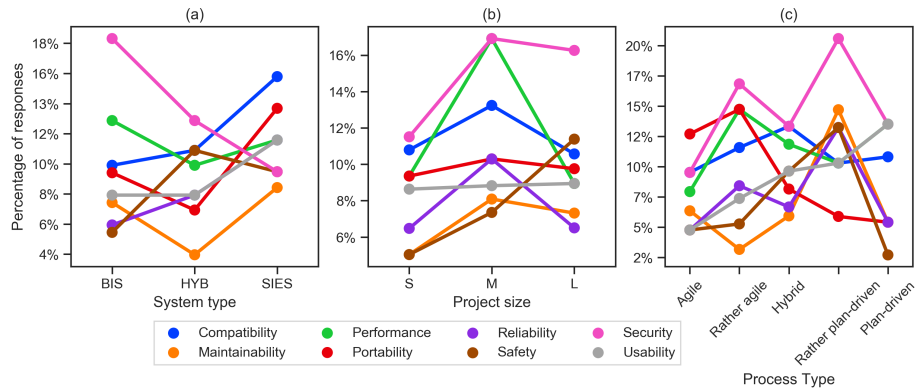 (a)
(b)
(c)
Percentage of responses
18%
16%
13%
12%
10%
8%
6%
4%
BIS
HYB
SIES
System type
16%
14%
12%
10%
8%
6%
S
M
L
Project size
20%
17%
15%
12%
10%
7%
5%
2%
Agile
Rather agile
Hybrid
Rather plan-driven
Plan-driven
Process Type
Compatibility
Performance
Reliability
Security
Maintainability
Portability
Safety
Usability